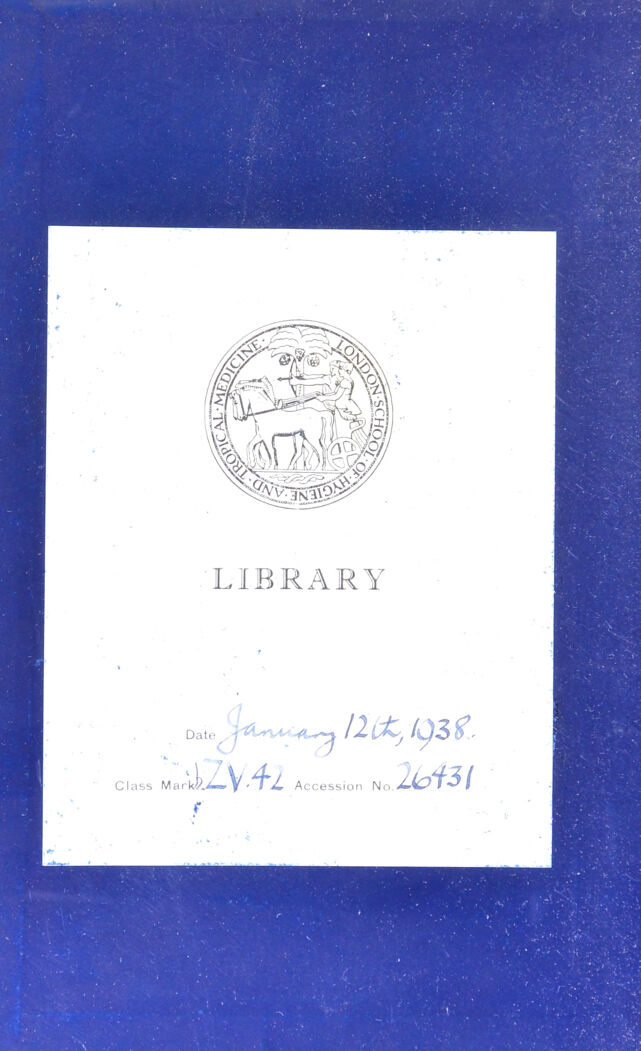 LONDON·SCHOOL·OF·HYGIENE·AND·TROPICAL·MEDICINE·
LIBRARY
Date January 12th, 1938.
Class Mark ZV.42 Accession No. 26431